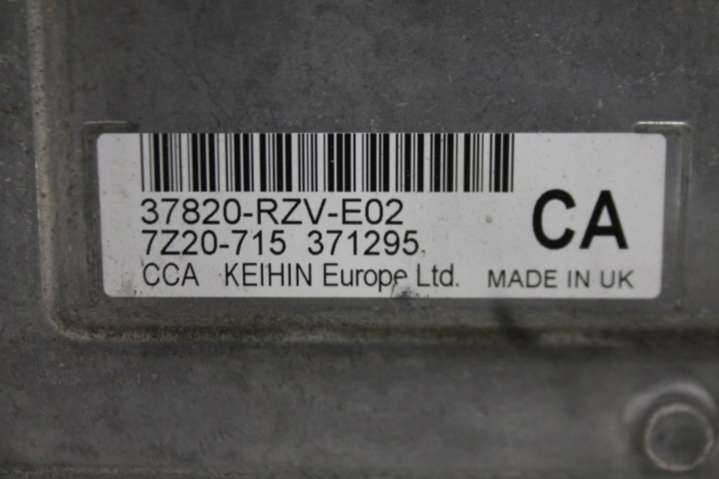 37820-RZV-E02
7Z20-715 371295
CA
CCA KEIHIN Europe Ltd. MADE IN UK